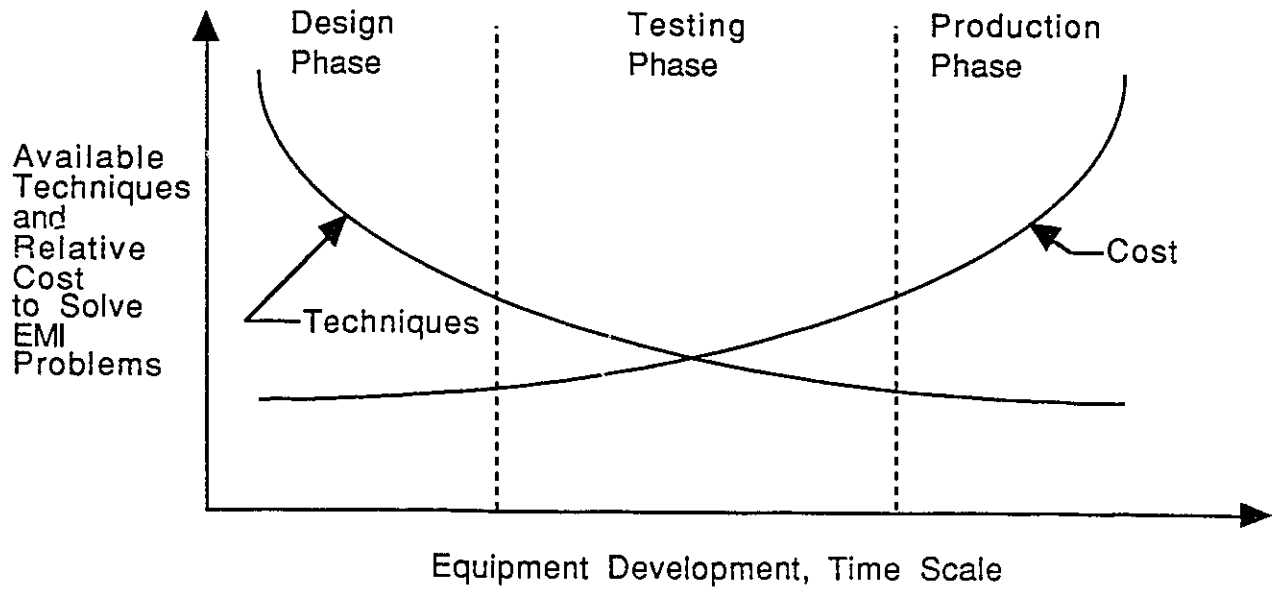 Design
Phase
Testing
Phase
Production
Phase
Available
Techniques
and
Relative
Cost
to Solve
EMI
Problems
Techniques
Cost
Equipment Development, Time Scale